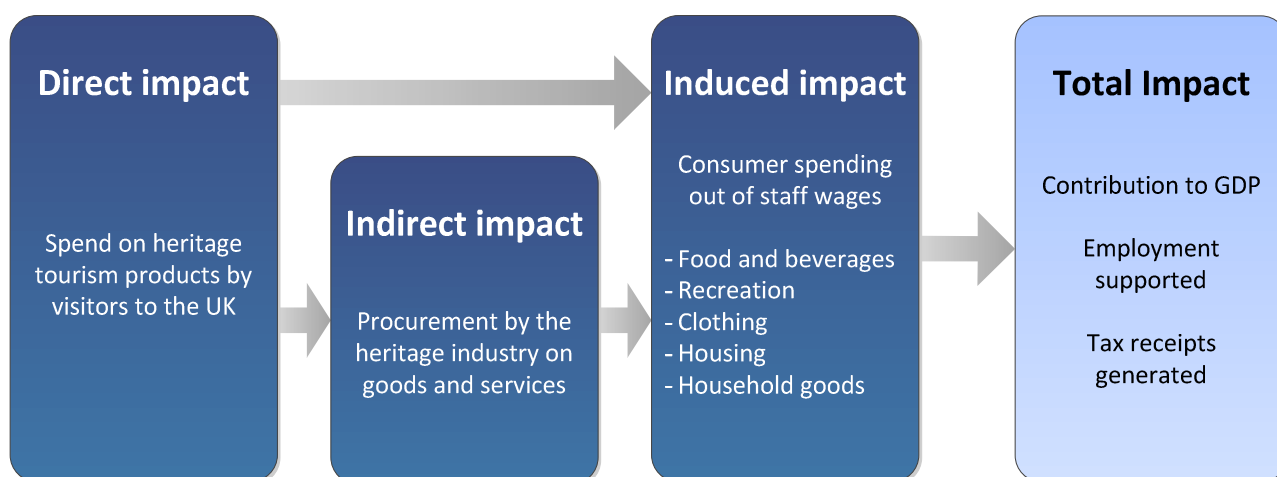 Direct impact
Spend on heritage
tourism products by
visitors to the UK
Indirect impact
Procurement by the
heritage industry on
goods and services
Induced impact
Consumer spending
out of staff wages
- Food and beverages
- Recreation
- Clothing
- Housing
- Household goods
Total Impact
Contribution to GDP
Employment
supported
Tax receipts
generated